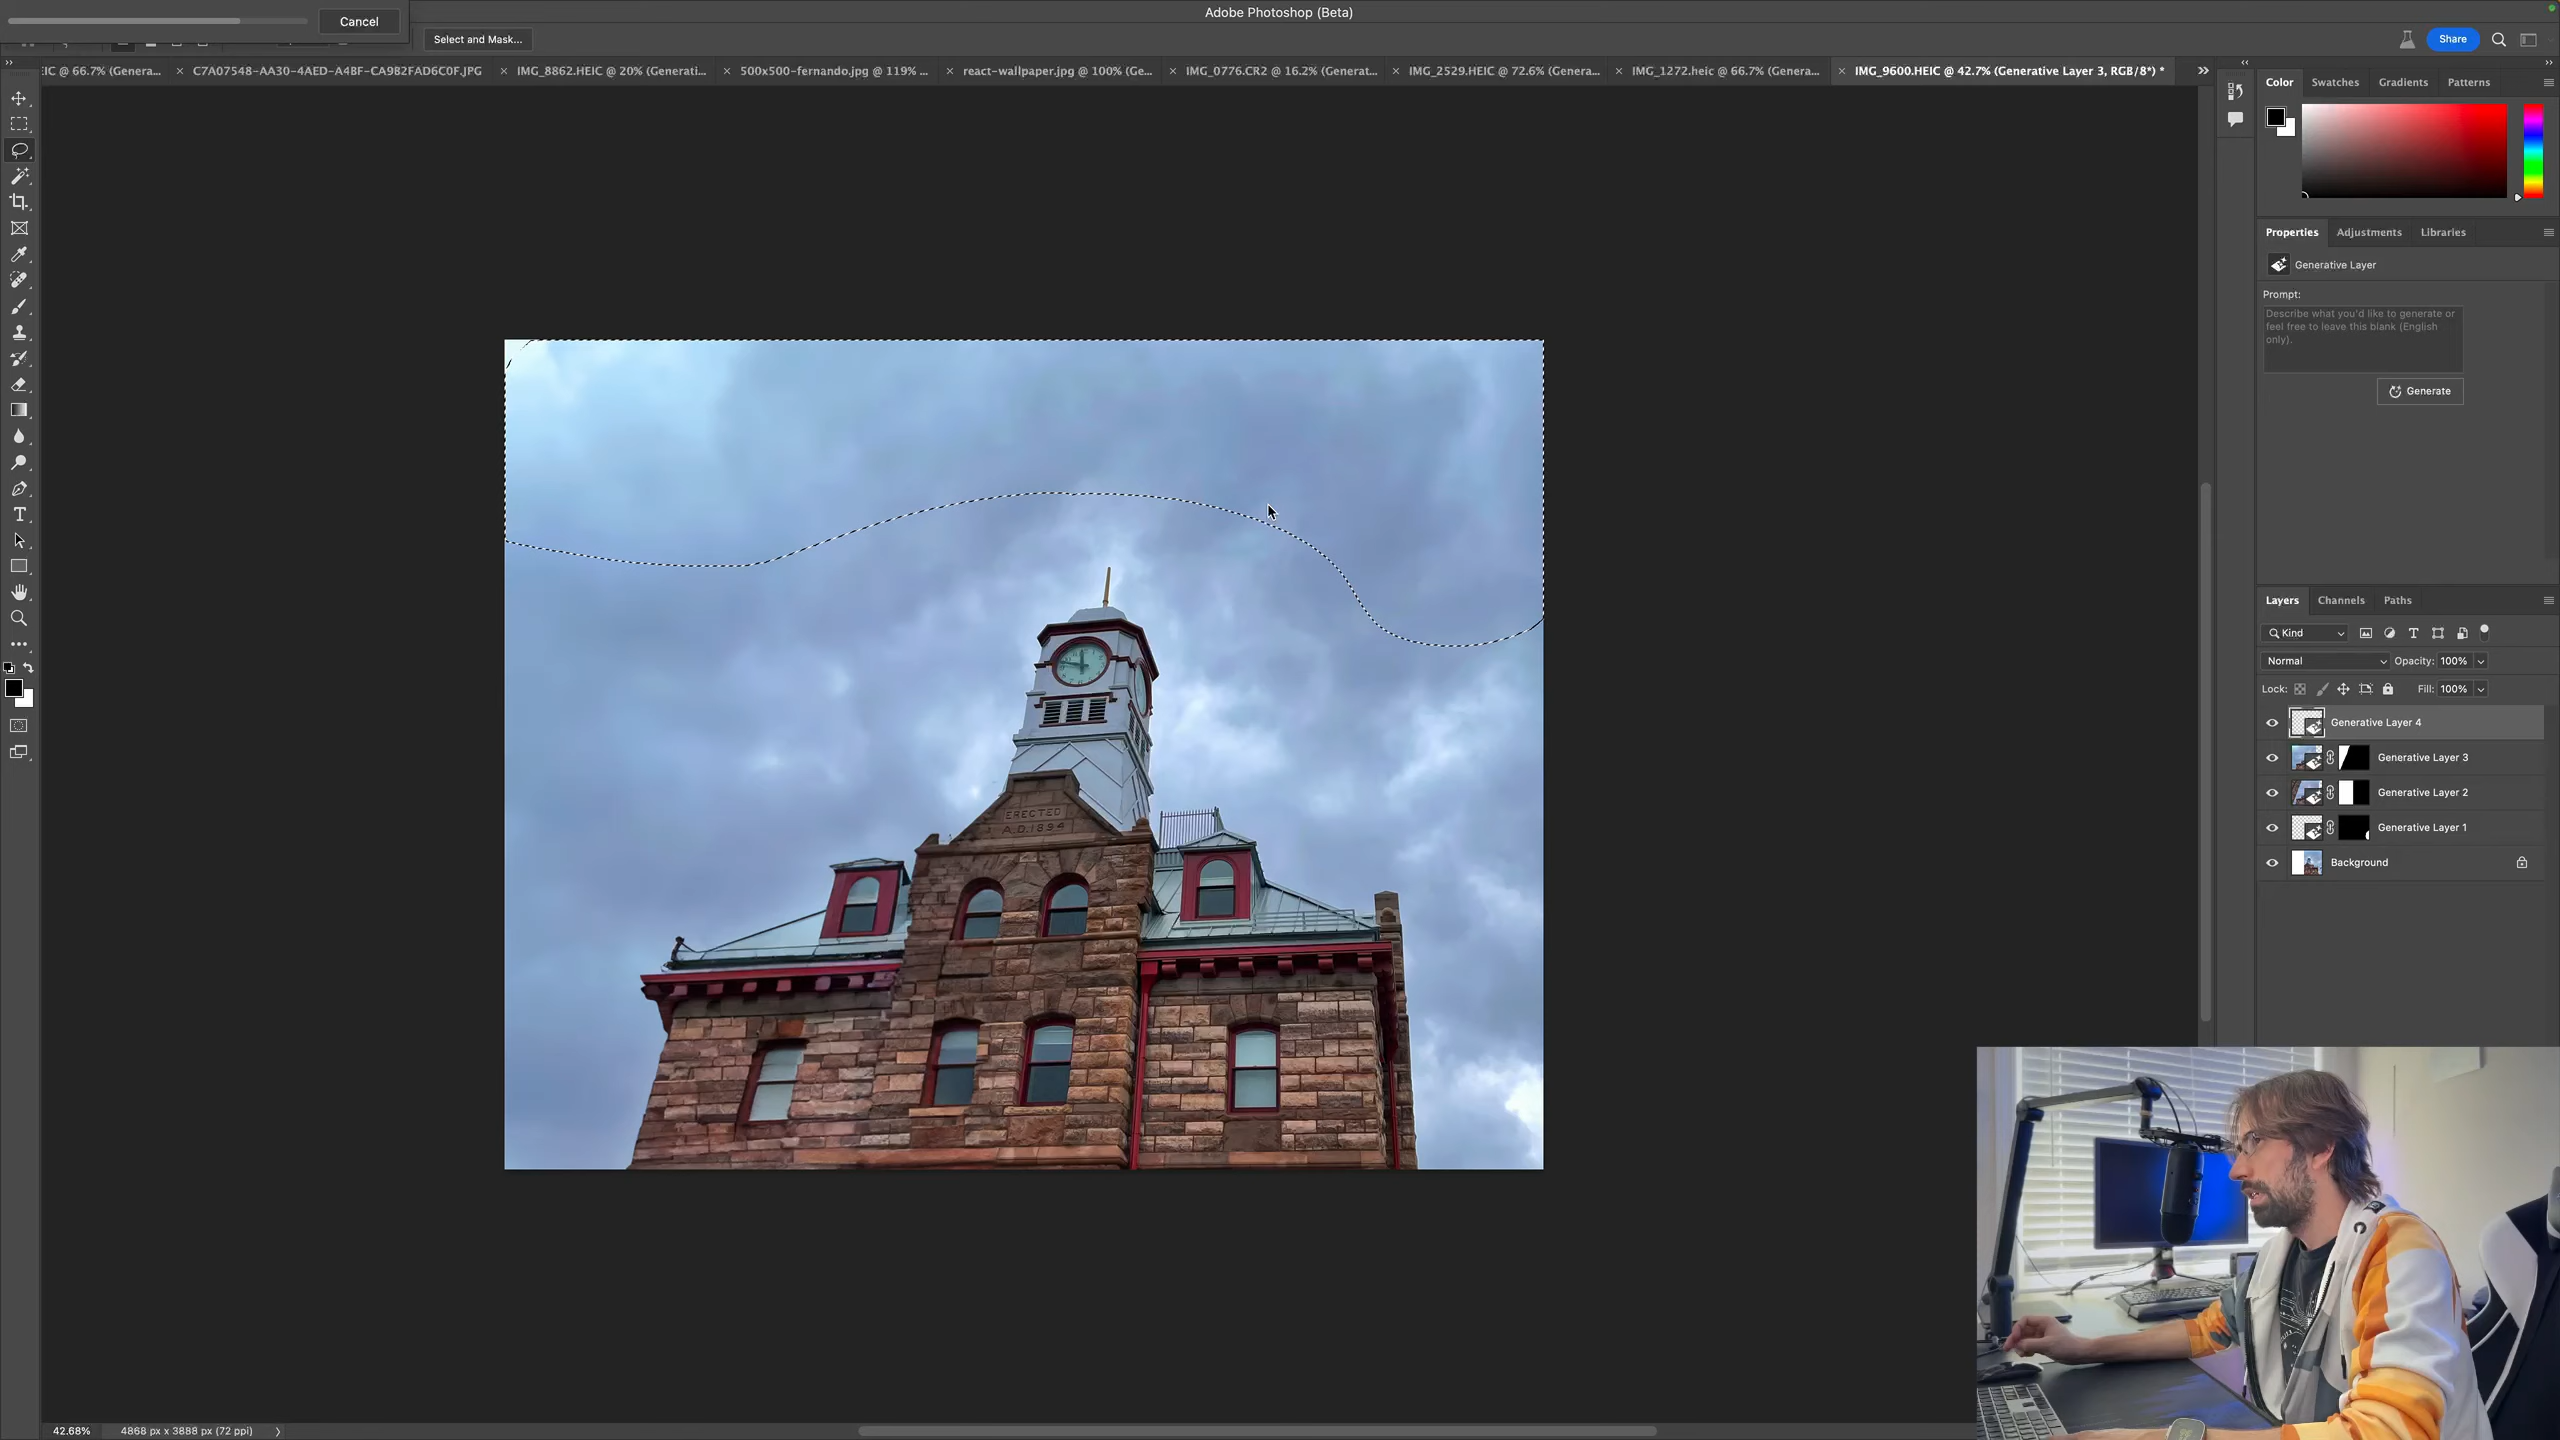 Cancel
Adobe Photoshop (Beta)
Select and Mask...
Share
IC @ 66.7% (Genera...
C7A07548-AA30-4AED-A4BF-CA9B2FAD6C0F.JPG
IMG_8862.HEIC @ 20% (Generati...
500x500-fernando.jpg @ 119% ...
react-wallpaper.jpg @ 100% (Ge...
IMG_0776.CR2 @ 16.2% (Generat...
IMG_2529.HEIC @ 72.6% (Genera...
IMG_1272.heic @ 66.7% (Genera...
IMG_9600.HEIC @ 42.7% (Generative Layer 3, RGB/8*) *
Color
Swatches
Gradients
Patterns
Properties
Adjustments
Libraries
Generative Layer
Prompt:
Describe what you'd like to generate or
feel free to leave this blank (English
only).
Generate
Layers
Channels
Paths
Kind
Normal
Opacity: 100%
Lock:
Fill: 100%
Generative Layer 4
Generative Layer 3
Generative Layer 2
Generative Layer 1
Background
ERECTED
A.D.1894
42.68%
4868 px x 3888 px (72 ppi)